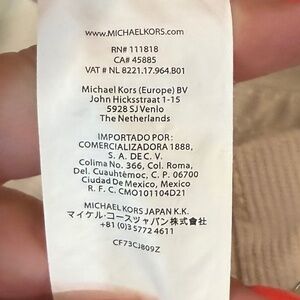 www.MICHAELKORS.com
RN# 111818
CA# 45885
VAT # NL 8221.17.964.B01
Michael Kors (Europe) BV
John Hicksstraat 1-15
5928 SJ Venlo
The Netherlands
IMPORTADO POR:
COMERCIALIZADORA 1888,
S. A. DE C. V.
Colima No. 366, Col. Roma,
Del. Cuauhtémoc, C. P. 06700
Ciudad De Mexico, Mexico
R. F. C. CMO101104D21
MICHAEL KORS JAPAN K.K.
マイケル・コースジャパン株式会社
+81 (0)3 5772 4611
CF73CJ809Z